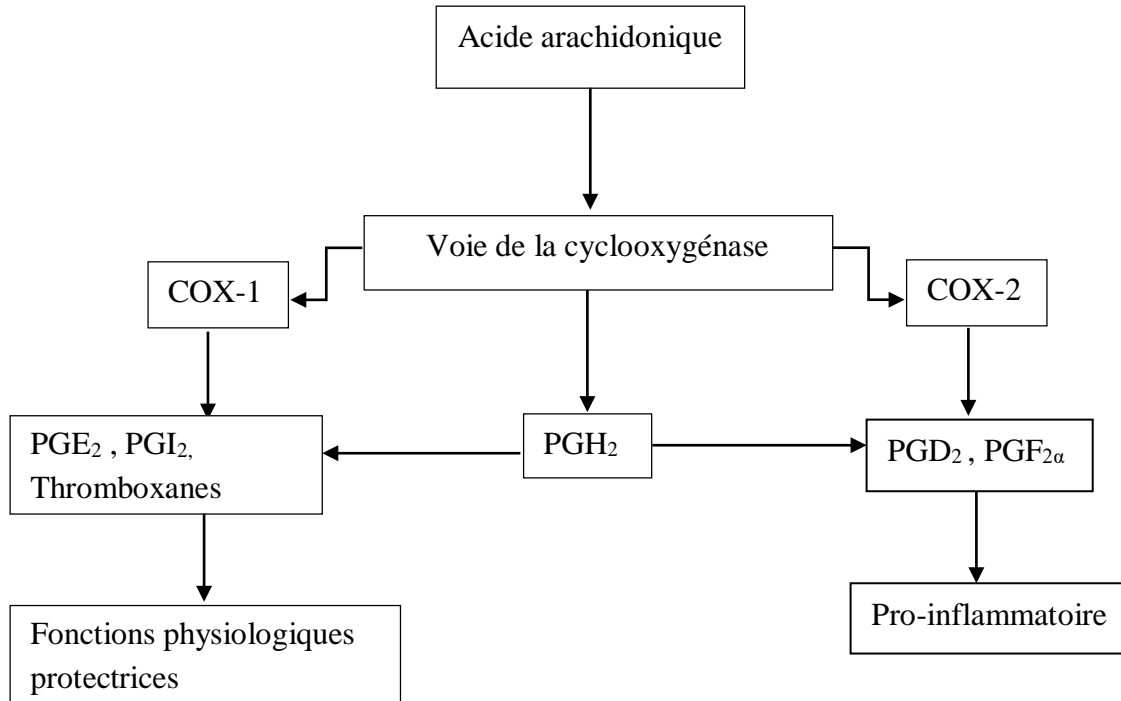 Acide arachidonique
Voie de la cyclooxygénase
COX-1
COX-2
PGE₂ , PGI₂,
Thromboxanes
PGH₂
PGD₂ , PGF₂α
Fonctions physiologiques
protectrices
Pro-inflammatoire